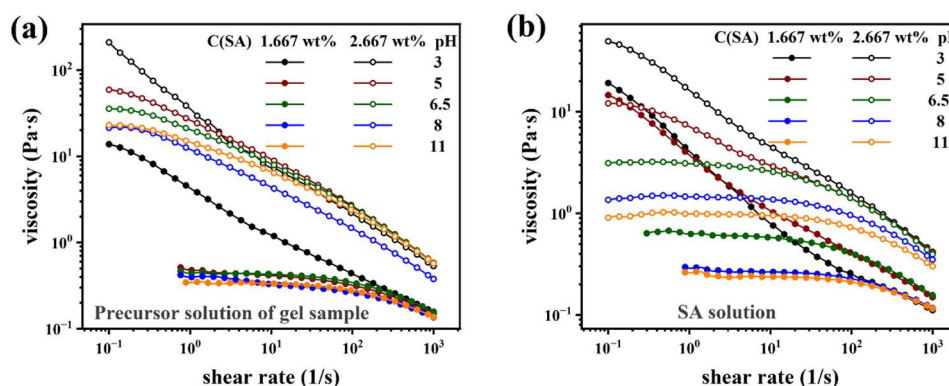 (a)
C(SA) 1.667 wt% 2.667 wt% pH
3
5
6.5
8
11
10²
10¹
10⁰
10⁻¹
viscosity (Pa·s)
Precursor solution of gel sample
10⁻¹ 10⁰ 10¹ 10² 10³
shear rate (1/s)
(b)
C(SA) 1.667 wt% 2.667 wt% pH
3
5
6.5
8
11
10¹
10⁰
10⁻¹
viscosity (Pa·s)
SA solution
10⁻¹ 10⁰ 10¹ 10² 10³
shear rate (1/s)